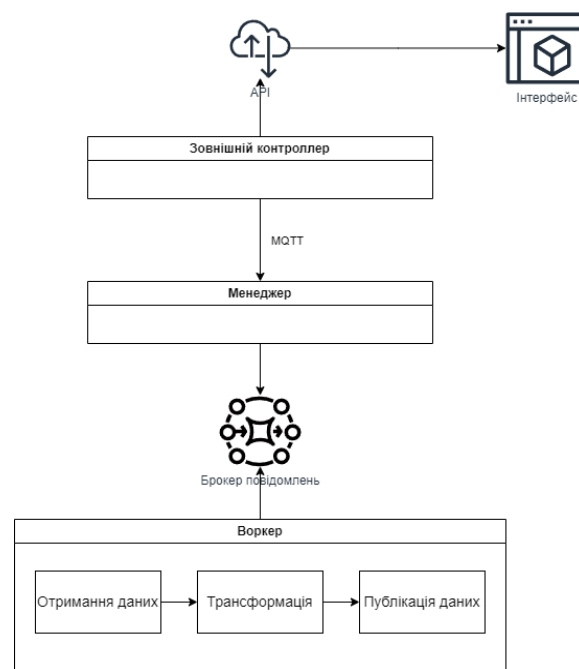 API
Інтерфейс
Зовнішній контроллер
MQTT
Менеджер
Брокер повідомлень
Воркер
Отримання даних
Трансформація
Публікація даних